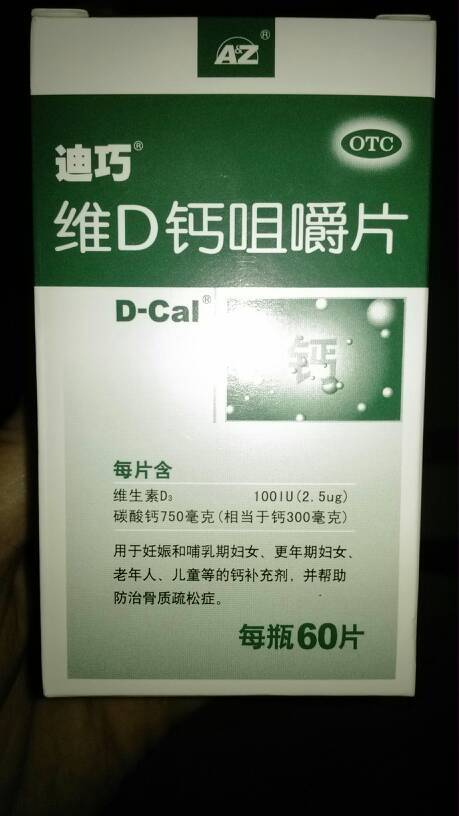 A&Z®
OTC
迪巧®
维D钙咀嚼片
D-Cal®
钙
每片含
维生素D₃ 100IU(2.5ug)
碳酸钙750毫克(相当于钙300毫克)
用于妊娠和哺乳期妇女、更年期妇女、
老年人、儿童等的钙补充剂，并帮助
防治骨质疏松症。
每瓶60片